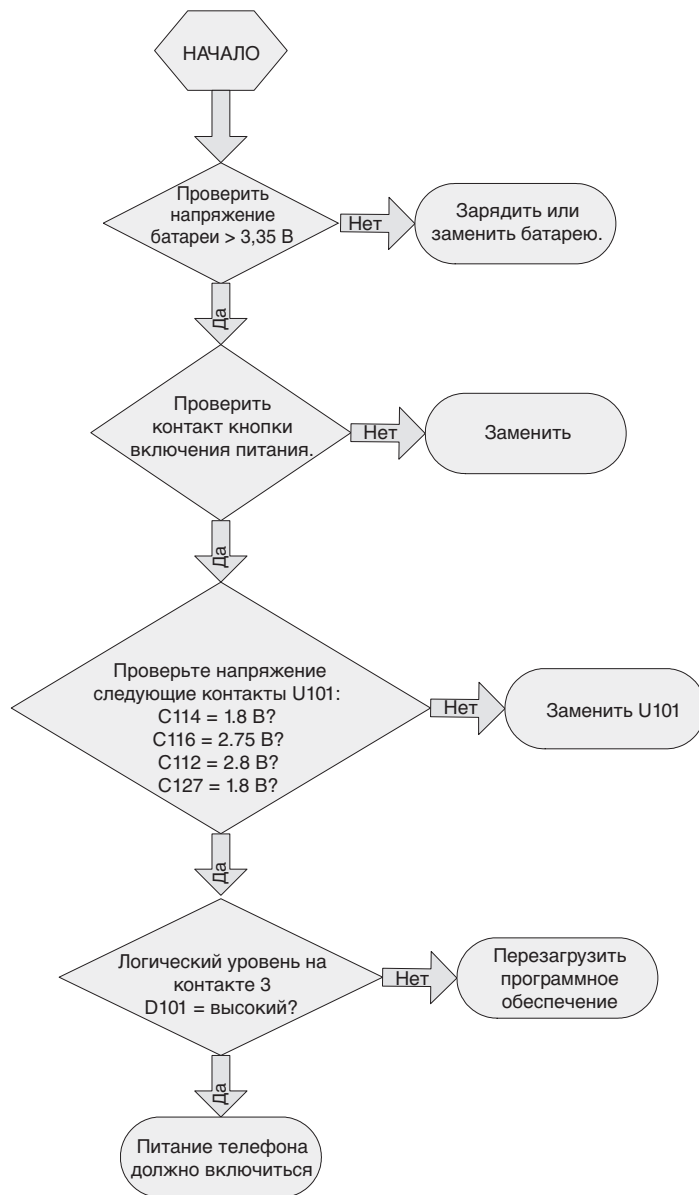 НАЧАЛО
Проверить
напряжение
батареи > 3,35 В
Нет
Зарядить или
заменить батарею.
Да
Проверить
контакт кнопки
включения питания.
Нет
Заменить
Да
Проверьте напряжение
следующие контакты U101:
C114 = 1.8 В?
C116 = 2.75 В?
C112 = 2.8 В?
C127 = 1.8 В?
Нет
Заменить U101
Да
Логический уровень на
контакте 3
D101 = высокий?
Нет
Перезагрузить
программное
обеспечение
Да
Питание телефона
должно включиться